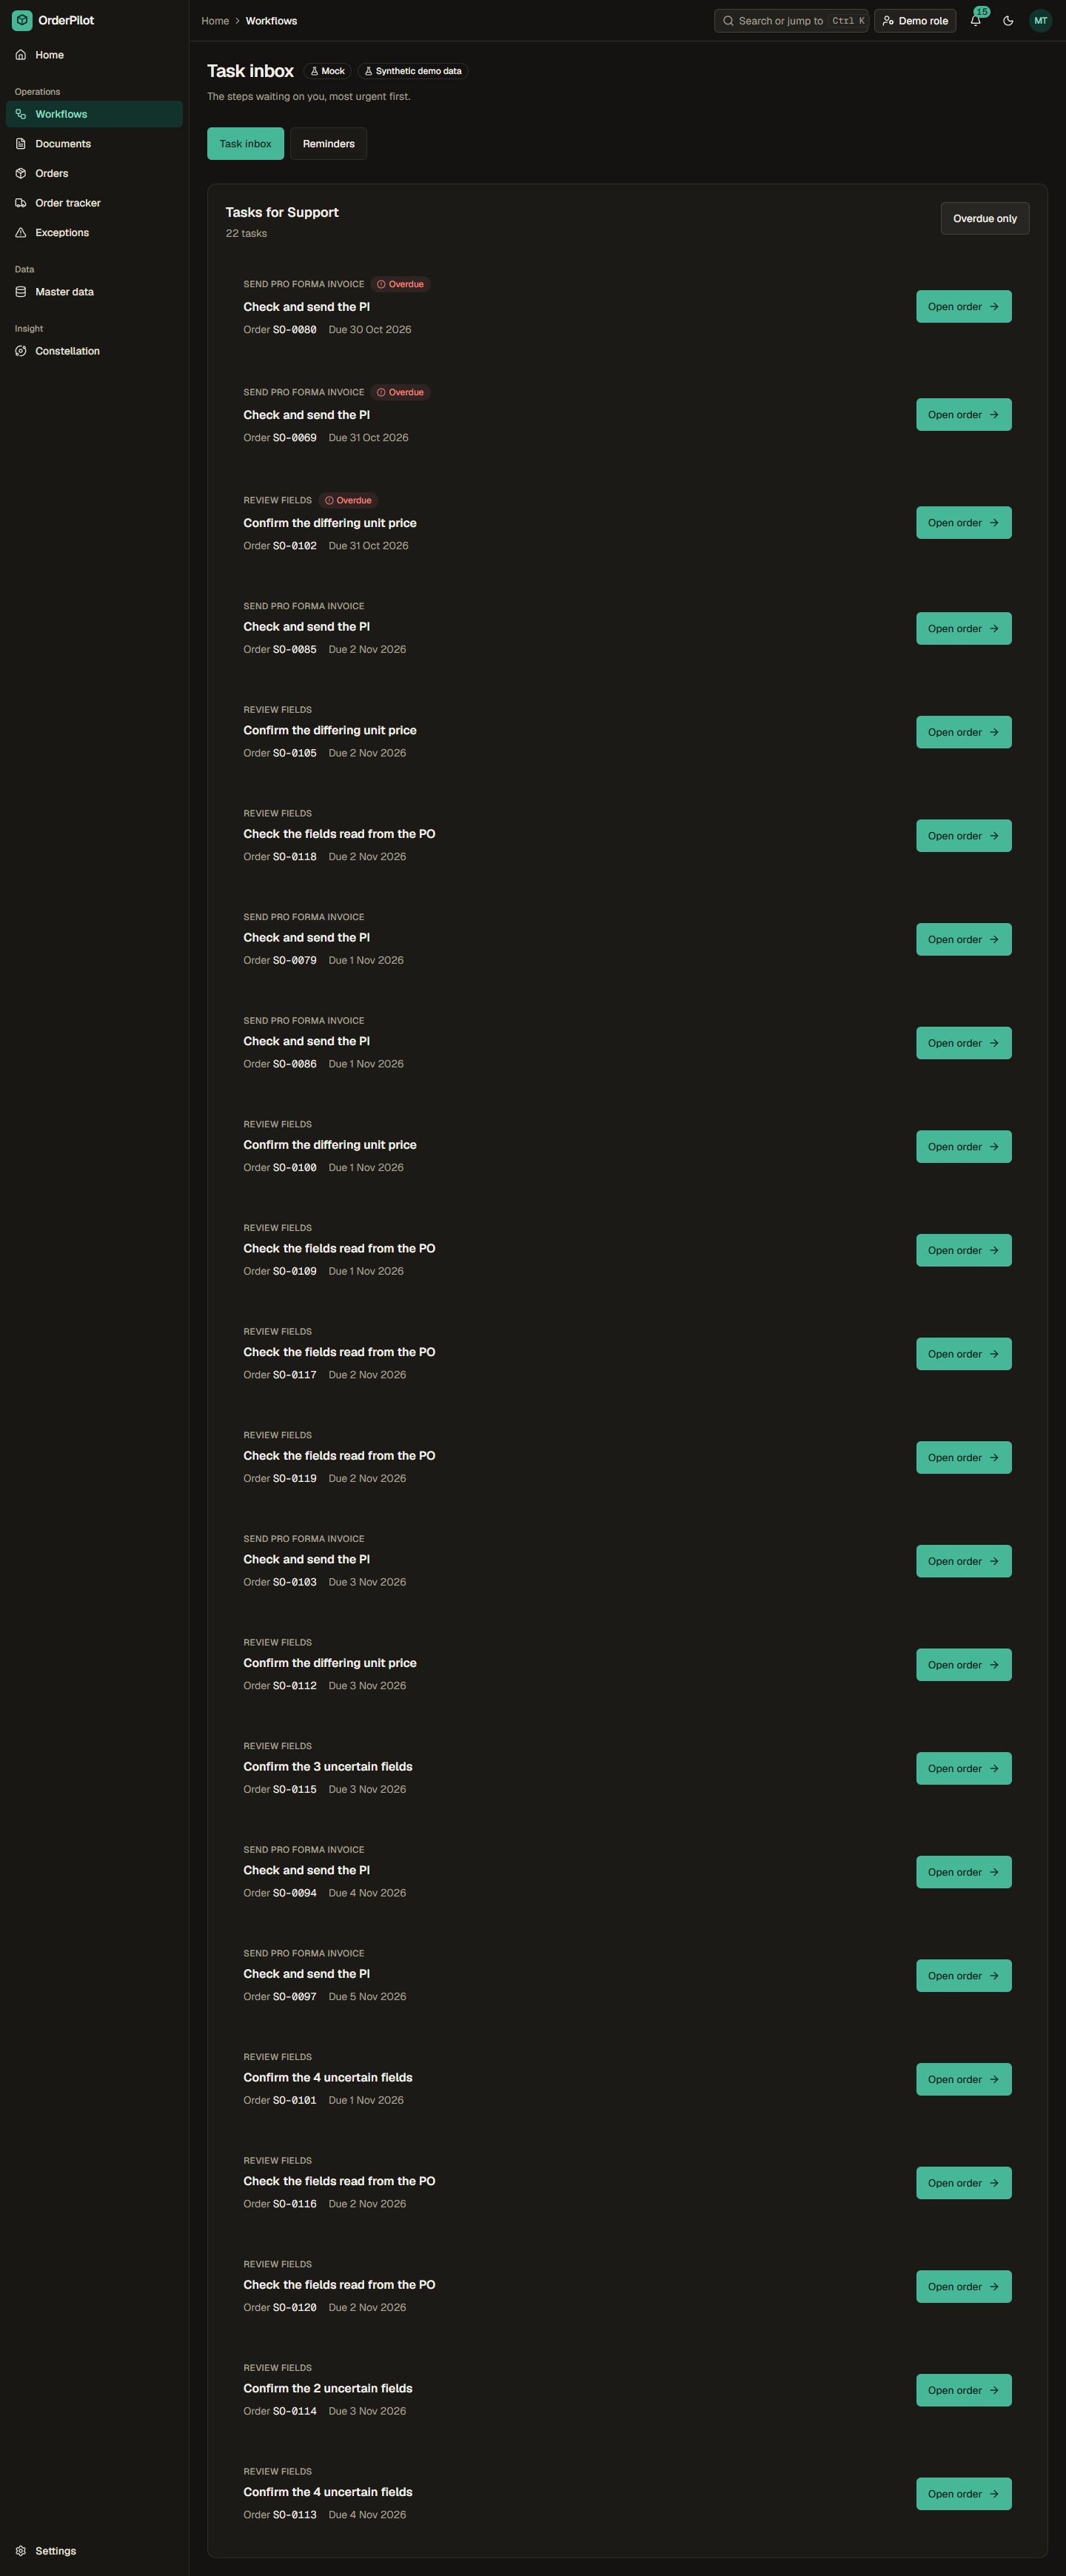 OrderPilot
Home
Operations
Workflows
Documents
Orders
Order tracker
Exceptions
Data
Master data
Insight
Constellation
Settings
Home > Workflows
Search or jump to Ctrl K
Demo role
15
MT
Task inbox
Mock
Synthetic demo data
The steps waiting on you, most urgent first.
Task inbox
Reminders
Tasks for Support
22 tasks
Overdue only
SEND PRO FORMA INVOICE Overdue
Check and send the PI
Order SO-0080 Due 30 Oct 2026
Open order
SEND PRO FORMA INVOICE Overdue
Check and send the PI
Order SO-0069 Due 31 Oct 2026
Open order
REVIEW FIELDS Overdue
Confirm the differing unit price
Order SO-0102 Due 31 Oct 2026
Open order
SEND PRO FORMA INVOICE
Check and send the PI
Order SO-0085 Due 2 Nov 2026
Open order
REVIEW FIELDS
Confirm the differing unit price
Order SO-0105 Due 2 Nov 2026
Open order
REVIEW FIELDS
Check the fields read from the PO
Order SO-0118 Due 2 Nov 2026
Open order
SEND PRO FORMA INVOICE
Check and send the PI
Order SO-0079 Due 1 Nov 2026
Open order
SEND PRO FORMA INVOICE
Check and send the PI
Order SO-0086 Due 1 Nov 2026
Open order
REVIEW FIELDS
Confirm the differing unit price
Order SO-0100 Due 1 Nov 2026
Open order
REVIEW FIELDS
Check the fields read from the PO
Order SO-0109 Due 1 Nov 2026
Open order
REVIEW FIELDS
Check the fields read from the PO
Order SO-0117 Due 2 Nov 2026
Open order
REVIEW FIELDS
Check the fields read from the PO
Order SO-0119 Due 2 Nov 2026
Open order
SEND PRO FORMA INVOICE
Check and send the PI
Order SO-0103 Due 3 Nov 2026
Open order
REVIEW FIELDS
Confirm the differing unit price
Order SO-0112 Due 3 Nov 2026
Open order
REVIEW FIELDS
Confirm the 3 uncertain fields
Order SO-0115 Due 3 Nov 2026
Open order
SEND PRO FORMA INVOICE
Check and send the PI
Order SO-0094 Due 4 Nov 2026
Open order
SEND PRO FORMA INVOICE
Check and send the PI
Order SO-0097 Due 5 Nov 2026
Open order
REVIEW FIELDS
Confirm the 4 uncertain fields
Order SO-0101 Due 1 Nov 2026
Open order
REVIEW FIELDS
Check the fields read from the PO
Order SO-0116 Due 2 Nov 2026
Open order
REVIEW FIELDS
Check the fields read from the PO
Order SO-0120 Due 2 Nov 2026
Open order
REVIEW FIELDS
Confirm the 2 uncertain fields
Order SO-0114 Due 3 Nov 2026
Open order
REVIEW FIELDS
Confirm the 4 uncertain fields
Order SO-0113 Due 4 Nov 2026
Open order